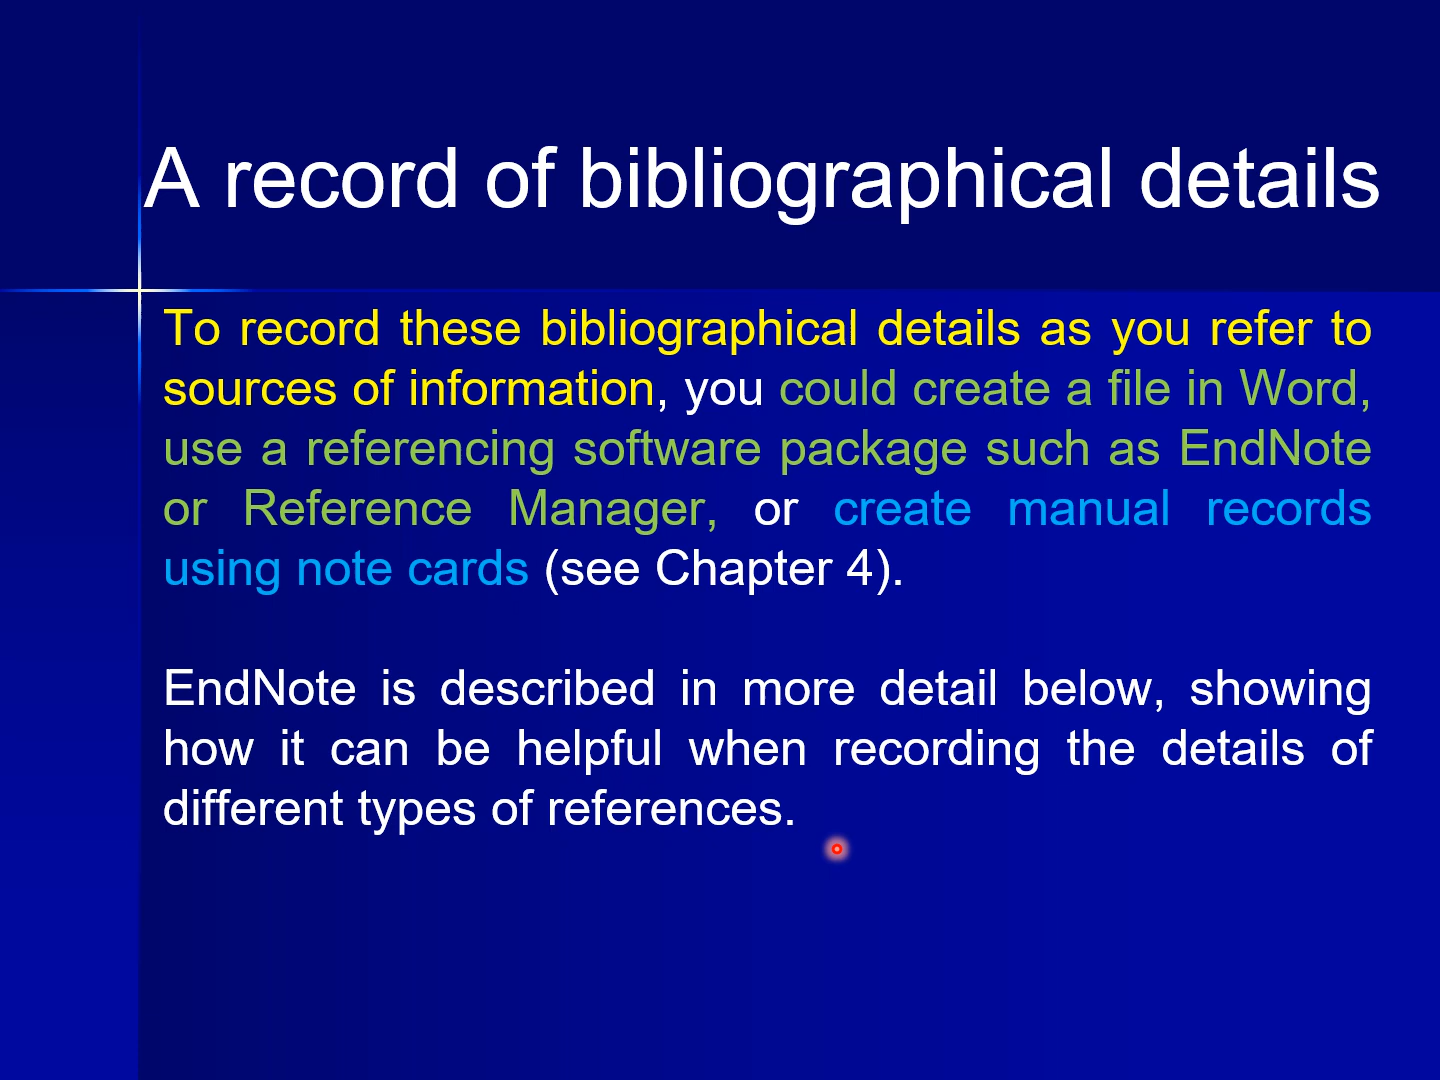 A record of bibliographical details
To record these bibliographical details as you refer to
sources of information, you could create a file in Word,
use a referencing software package such as EndNote
or Reference Manager, or create manual records
using note cards (see Chapter 4).
EndNote is described in more detail below, showing
how it can be helpful when recording the details of
different types of references.